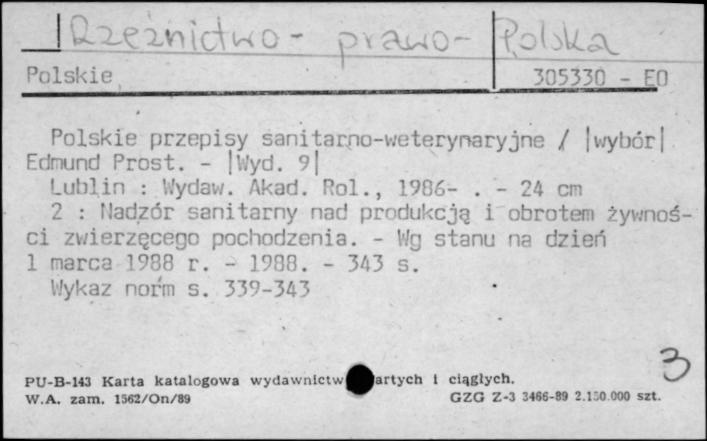 Rzeźnictwo - prawo - Polska
Polskie 305330 - EO
Polskie przepisy sanitarno-weterynaryjne / |wybór|
Edmund Prost. - |Wyd. 9|
Lublin : Wydaw. Akad. Rol., 1986- . - 24 cm
2 : Nadzór sanitarny nad produkcją i obrotem żywnoś-
ci zwierzęcego pochodzenia. - Wg stanu na dzień
1 marca 1988 r. - 1988. - 343 s.
Wykaz norm s. 339-343
3
PU-B-143 Karta katalogowa wydawnictw artych i ciągłych.
W.A. zam. 1562/On/89 GZG Z-3 3466-89 2.150.000 szt.